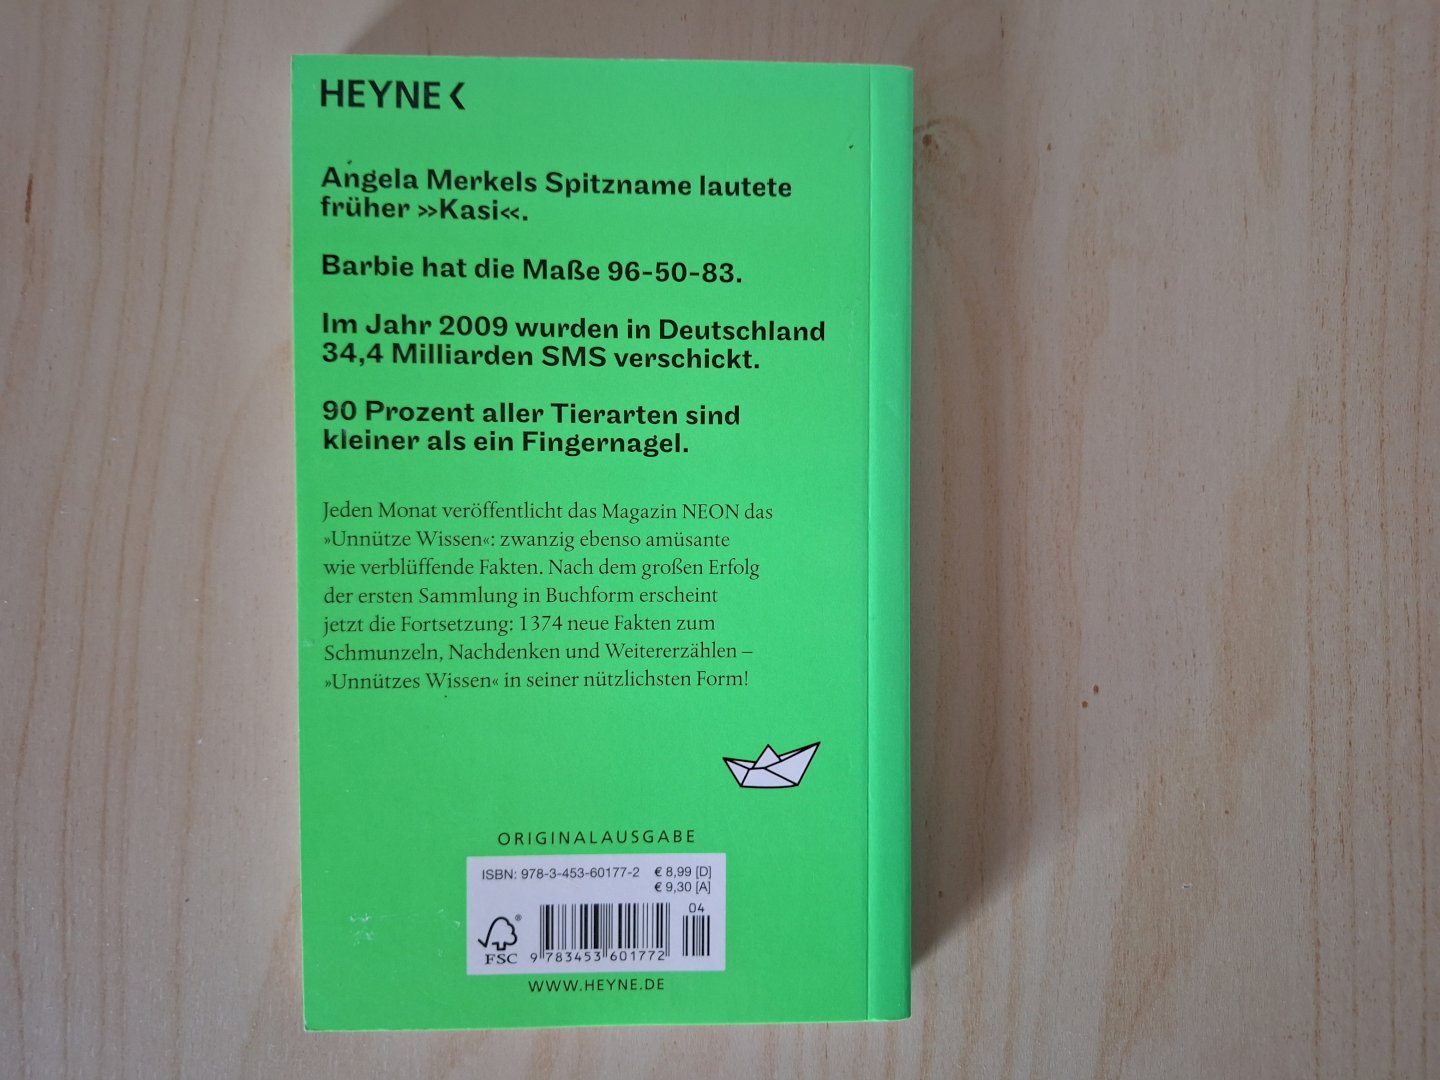 HEYNE
Angela Merkels Spitzname lautete
früher »Kasi«.
Barbie hat die Maße 96-50-83.
Im Jahr 2009 wurden in Deutschland
34,4 Milliarden SMS verschickt.
90 Prozent aller Tierarten sind
kleiner als ein Fingernagel.
Jeden Monat veröffentlicht das Magazin NEON das
»Unnütze Wissen«: zwanzig ebenso amüsante
wie verblüffende Fakten. Nach dem großen Erfolg
der ersten Sammlung in Buchform erscheint
jetzt die Fortsetzung: 1374 neue Fakten zum
Schmunzeln, Nachdenken und Weitererzählen –
»Unnützes Wissen« in seiner nützlichsten Form!
ORIGINALAUSGABE
ISBN: 978-3-453-60177-2 € 8,99 [D]
€ 9,30 [A]
04
® FSC
9 783453 601772
WWW.HEYNE.DE